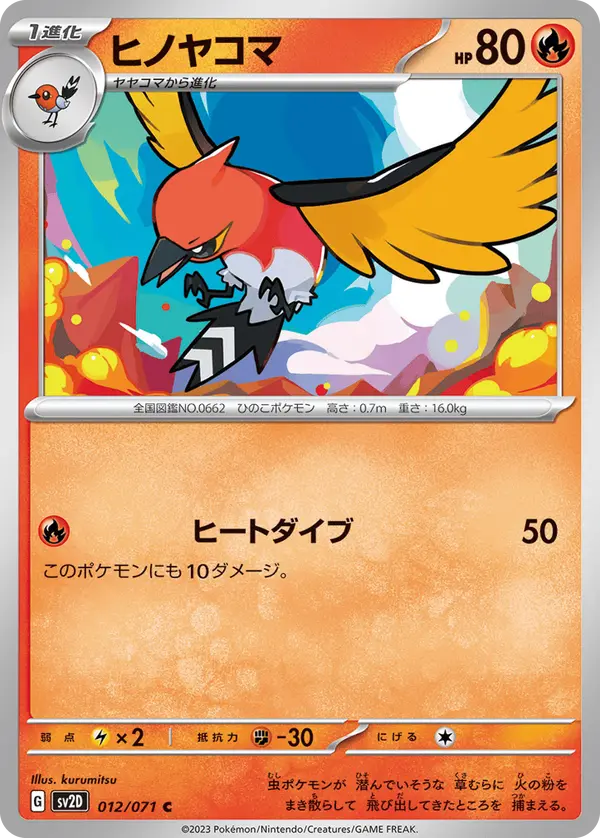 1進化
ヒノヤコマ
HP80
ヤヤコマから進化
全国図鑑NO.0662 ひのこポケモン 高さ:0.7m 重さ:16.0kg
ヒートダイブ 50
このポケモンにも10ダメージ。
弱点 ×2 抵抗力 -30 にげる
Illus. kurumitsu
G SV2D 012/071 C
虫ポケモンが 潜んでいそうな 草むらに 火の粉を
まき散らして 飛び出してきたところを 捕まえる。
©2023 Pokémon/Nintendo/Creatures/GAME FREAK.